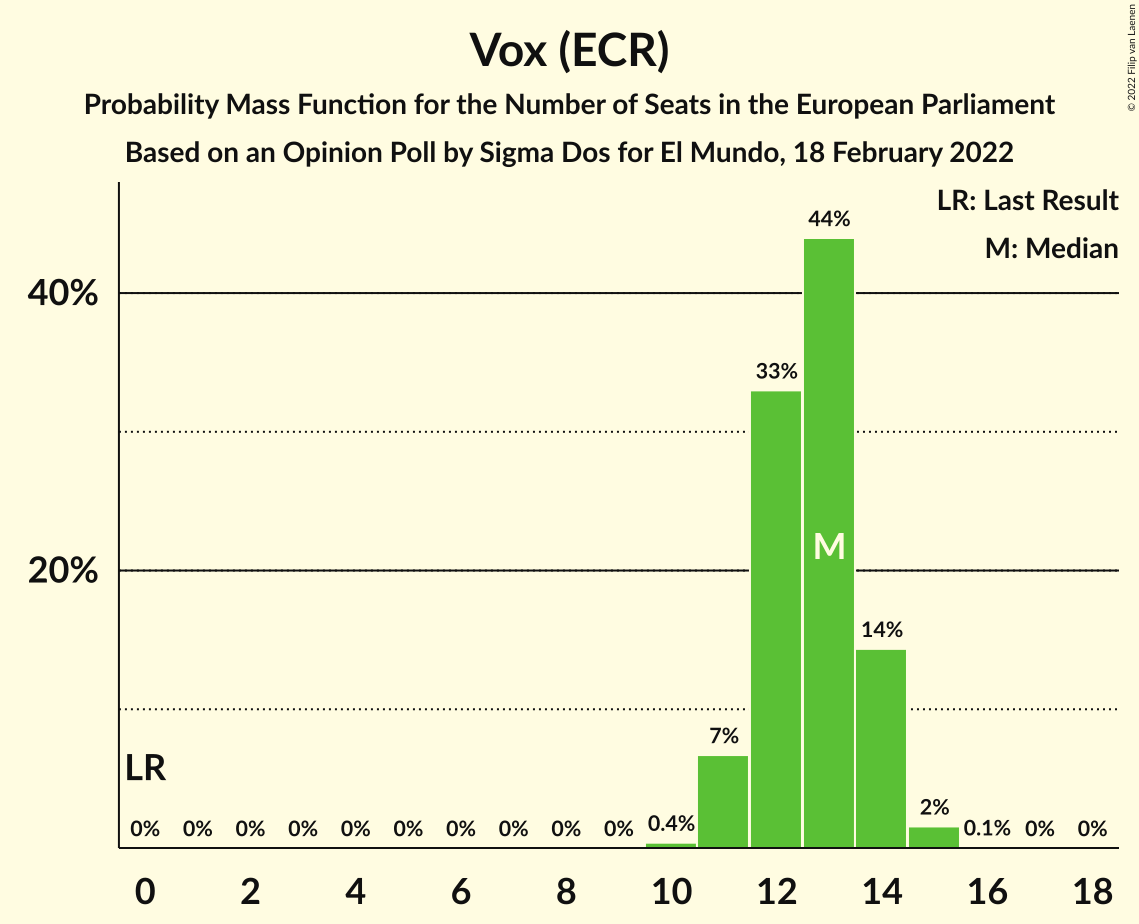 Vox (ECR)
Probability Mass Function for the Number of Seats in the European Parliament
Based on an Opinion Poll by Sigma Dos for El Mundo, 18 February 2022
© 2022 Filip van Laenen
LR: Last Result
M: Median
44%
40%
33%
M
20%
14%
7%
LR
2%
0% 0% 0% 0% 0% 0% 0% 0% 0% 0% 0.4% 0.1% 0% 0%
0 2 4 6 8 10 12 14 16 18